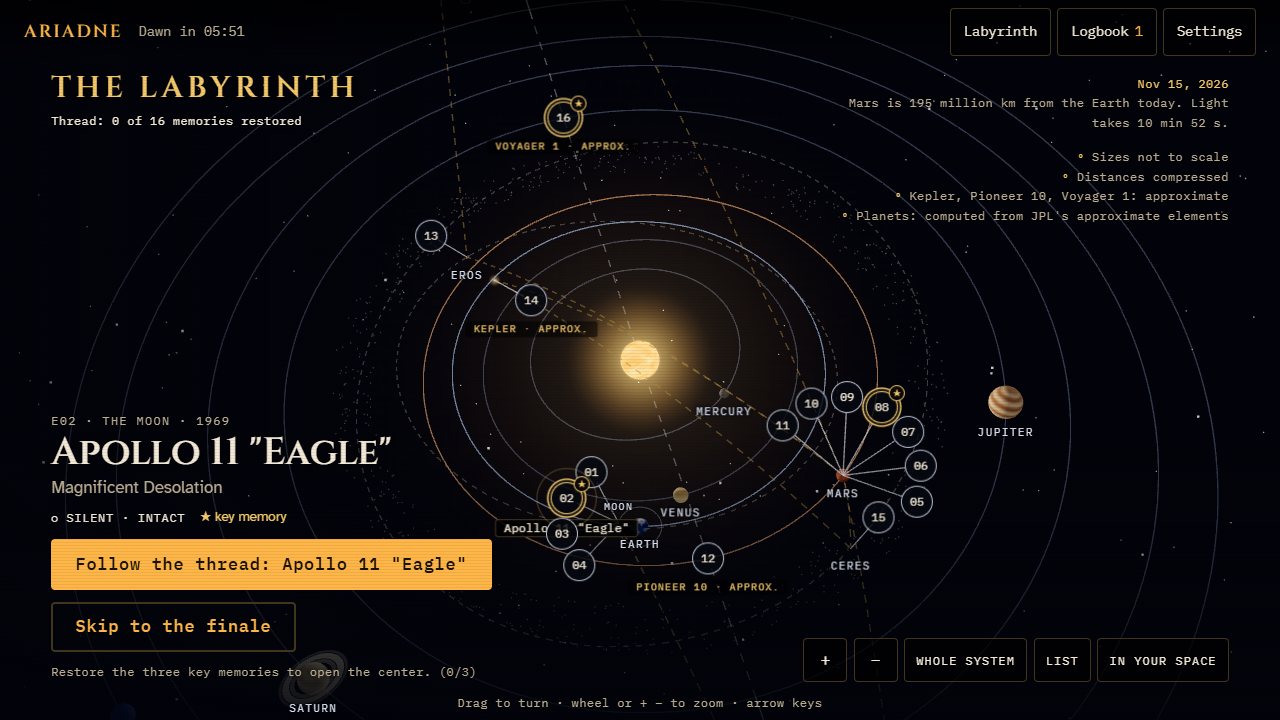 ARIADNE
Dawn in 05:51
Labyrinth
Logbook 1
Settings
THE LABYRINTH
Thread: 0 of 16 memories restored
Nov 15, 2026
Mars is 195 million km from the Earth today. Light
takes 10 min 52 s.
° Sizes not to scale
° Distances compressed
° Kepler, Pioneer 10, Voyager 1: approximate
° Planets: computed from JPL's approximate elements
16
VOYAGER 1 · APPROX.
13
EROS
14
KEPLER · APPROX.
MERCURY
09
10
08
11
07
06
05
MARS
15
CERES
JUPITER
01
02
MOON
VENUS
Apollo 11 "Eagle"
03
EARTH
04
12
PIONEER 10 · APPROX.
E02 · THE MOON · 1969
APOLLO 11 "EAGLE"
Magnificent Desolation
o SILENT · INTACT ★ key memory
Follow the thread: Apollo 11 "Eagle"
Skip to the finale
Restore the three key memories to open the center. (0/3)
SATURN
+
−
WHOLE SYSTEM
LIST
IN YOUR SPACE
Drag to turn · wheel or + − to zoom · arrow keys